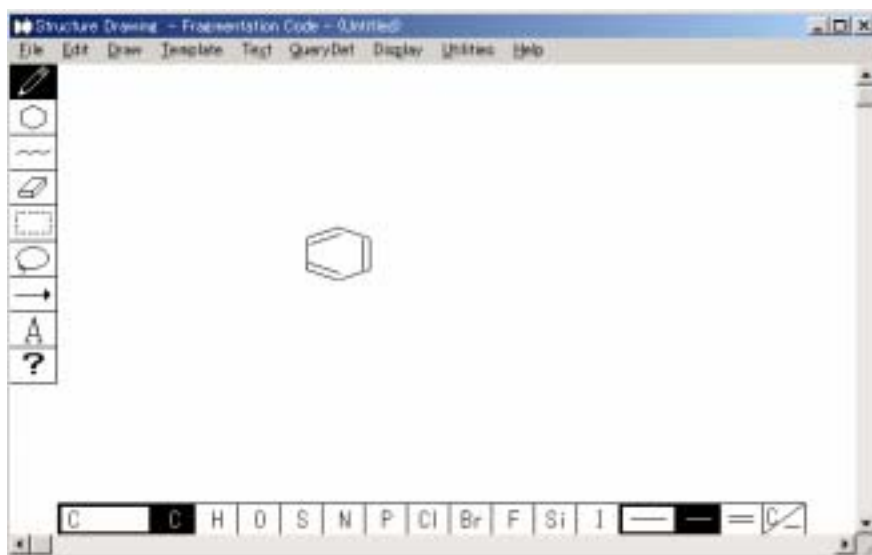 Structure Drawing - Fragmentation Code - (Untitled)
File Edit Draw Template Text QueryDef Display Utilities Help
A
?
C C H O S N P Cl Br F Si I C